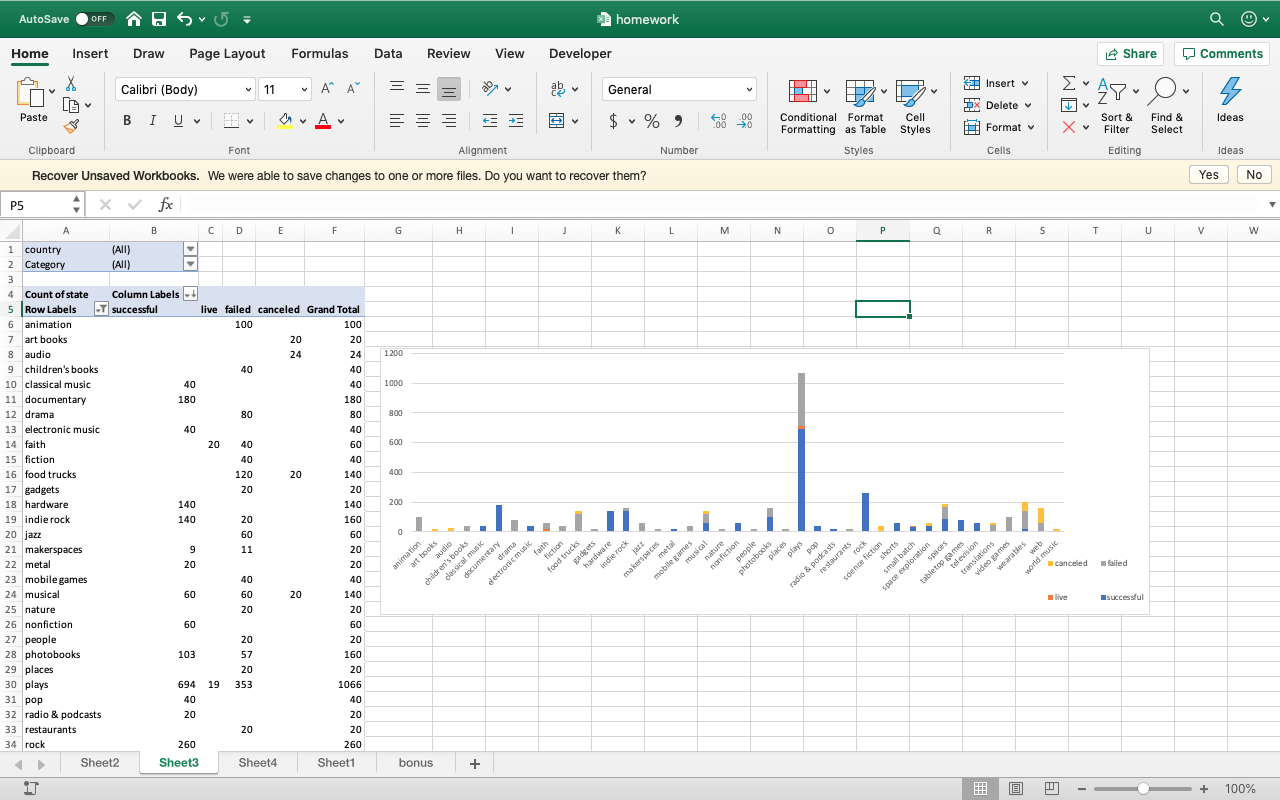 AutoSave OFF homework
Home Insert Draw Page Layout Formulas Data Review View Developer Share Comments
Paste Calibri (Body) 11 A^ A˅ ab c General Conditional Formatting Format as Table Cell Styles Insert Delete Format Sort & Filter Find & Select Ideas
B I U A $ % 9 ←0 .00 .00 →0
Clipboard Font Alignment Number Styles Cells Editing Ideas
Recover Unsaved Workbooks. We were able to save changes to one or more files. Do you want to recover them? Yes No
P5 fx
A B C D E F G H I J K L M N O P Q R S T U V W
1 country (All)
2 Category (All)
3
4 Count of state Column Labels
5 Row Labels successful live failed canceled Grand Total
6 animation 100 100
7 art books 20 20
8 audio 24 24
9 children's books 40 40
10 classical music 40 40
11 documentary 180 180
12 drama 80 80
13 electronic music 40 40
14 faith 20 40 60
15 fiction 40 40
16 food trucks 120 20 140
17 gadgets 20 20
18 hardware 140 140
19 indie rock 140 20 160
20 jazz 60 60
21 makerspaces 9 11 20
22 metal 20 20
23 mobile games 40 40
24 musical 60 60 20 140
25 nature 20 20
26 nonfiction 60 60
27 people 20 20
28 photobooks 103 57 160
29 places 20 20
30 plays 694 19 353 1066
31 pop 40 40
32 radio & podcasts 20 20
33 restaurants 20 20
34 rock 260 260
1200
1000
800
600
400
200
0
animation art books audio children's books classical music documentary drama electronic music faith fiction food trucks gadgets hardware indie rock jazz makerspaces metal mobile games musical nature nonfiction people photobooks places plays pop radio & podcasts restaurants rock science fiction shorts small batch space exploration spaces tabletop games television translations video games wearables web world music
canceled failed
live successful
Sheet2 Sheet3 Sheet4 Sheet1 bonus +
100%